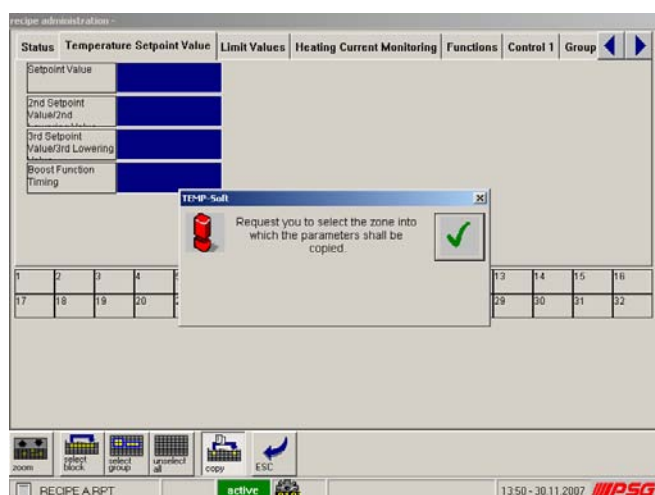 recipe administration -
Status Temperature Setpoint Value Limit Values Heating Current Monitoring Functions Control 1 Group
Setpoint Value
2nd Setpoint
Value/2nd
3rd Setpoint
Value/3rd Lowering
Boost Function
Timing
TEMP-Soft
Request you to select the zone into
which the parameters shall be
copied.
1 2 3 4 13 14 15 16
17 18 19 20 29 30 31 32
zoom select block select group unselect all copy ESC
RECIPE A.RPT active 13:50 - 30.11.2007 PSG